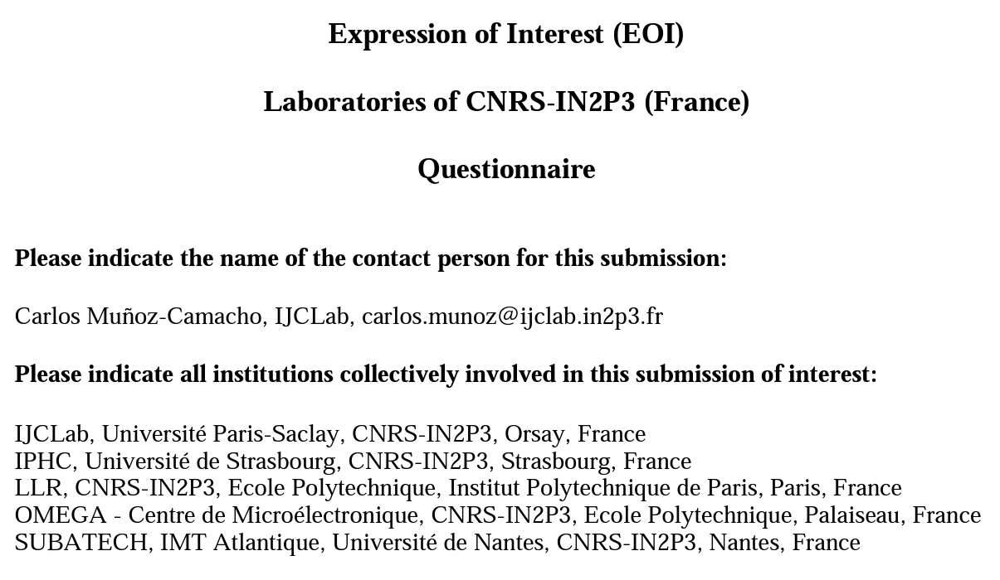 Expression of Interest (EOI)
Laboratories of CNRS-IN2P3 (France)
Questionnaire
Please indicate the name of the contact person for this submission:
Carlos Muñoz-Camacho, IJCLab, carlos.munoz@ijclab.in2p3.fr
Please indicate all institutions collectively involved in this submission of interest:
IJCLab, Université Paris-Saclay, CNRS-IN2P3, Orsay, France
IPHC, Université de Strasbourg, CNRS-IN2P3, Strasbourg, France
LLR, CNRS-IN2P3, Ecole Polytechnique, Institut Polytechnique de Paris, Paris, France
OMEGA - Centre de Microélectronique, CNRS-IN2P3, Ecole Polytechnique, Palaiseau, France
SUBATECH, IMT Atlantique, Université de Nantes, CNRS-IN2P3, Nantes, France